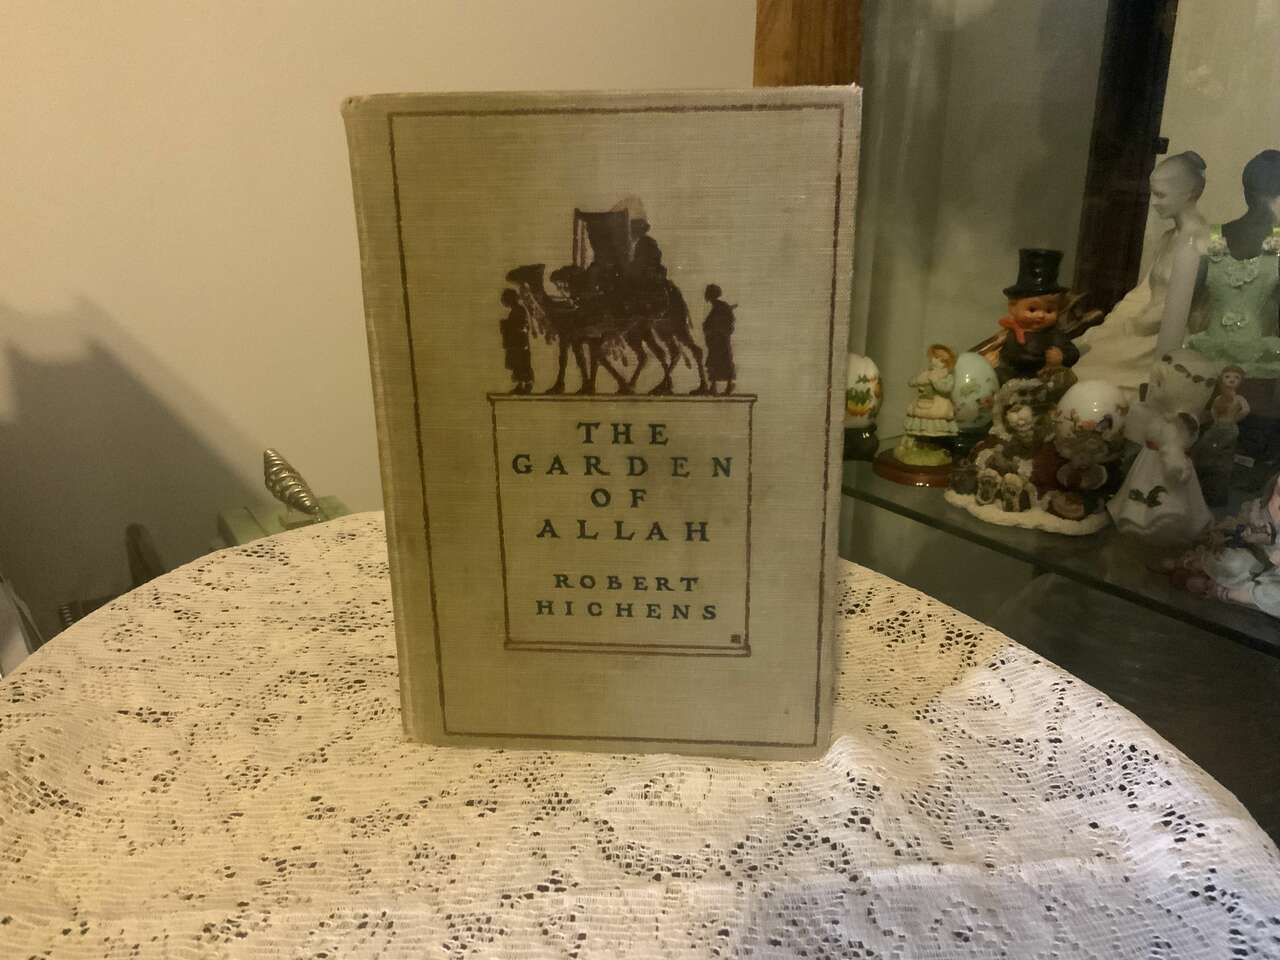 THE
GARDEN
OF
ALLAH
ROBERT
HICHENS